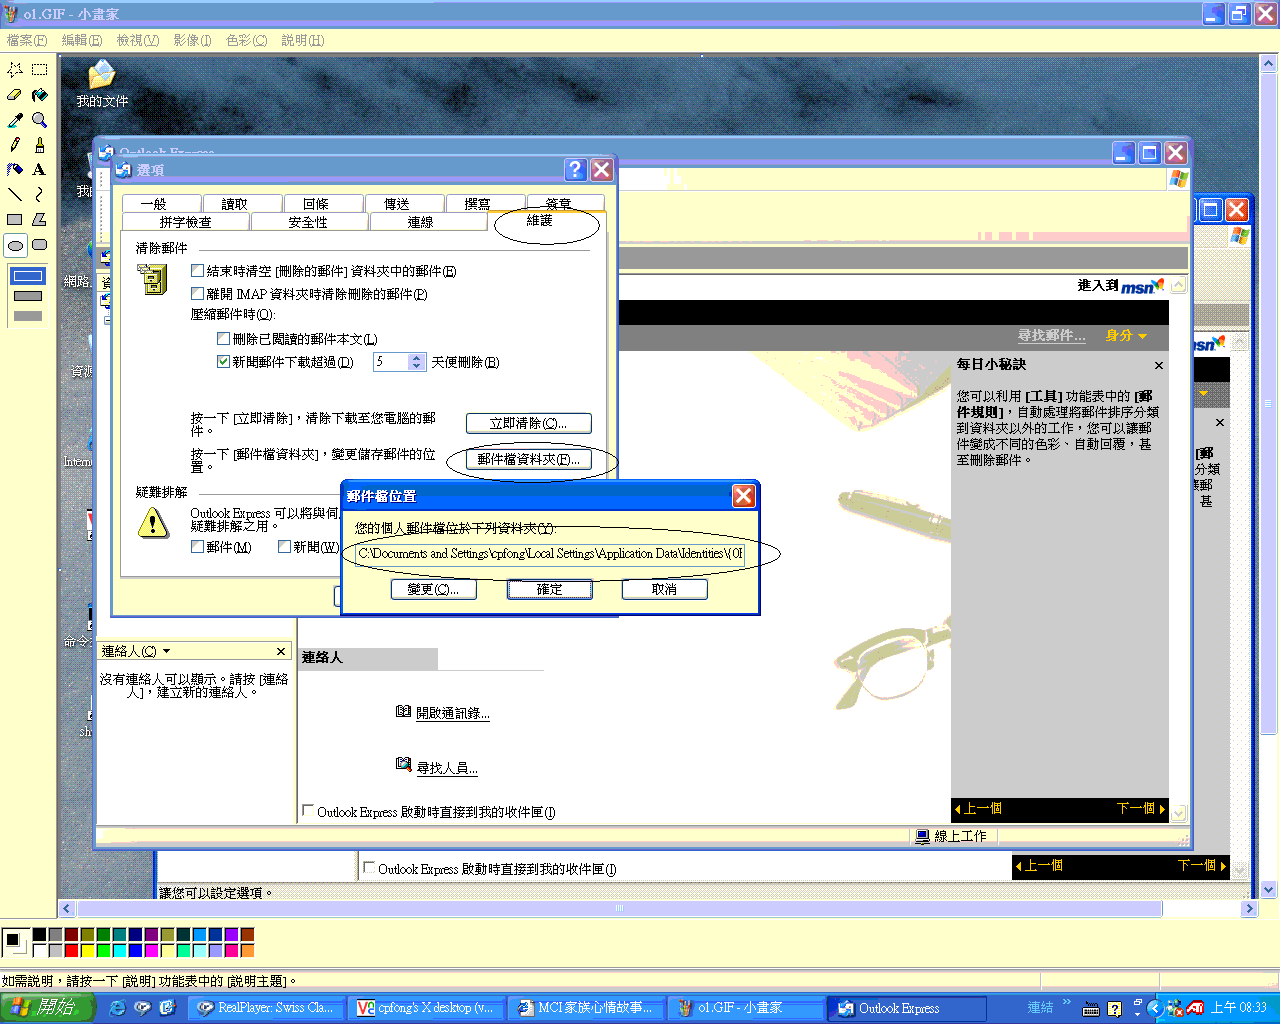 o1.GIF - 小畫家
檔案(F) 編輯(E) 檢視(V) 影像(I) 色彩(C) 說明(H)
我的文件
Outlook Express
選項
一般 讀取 回條 傳送 撰寫 簽章
拼字檢查 安全性 連線 維護
清除郵件
結束時清空 [刪除的郵件] 資料夾中的郵件(E)
離開 IMAP 資料夾時清除刪除的郵件(P)
壓縮郵件時(O):
刪除已閱讀的郵件本文(L)
新聞郵件下載超過(D) 5 天便刪除(B)
按一下 [立即清除]，清除下載至您電腦的郵
件。
立即清除(C)...
按一下 [郵件檔資料夾]，變更儲存郵件的位
置。
郵件檔資料夾(F)...
疑難排解
Outlook Express 可以將與伺
疑難排解之用。
郵件(M) 新聞(W)
郵件檔位置
您的個人郵件檔位於下列資料夾(Y):
C:\Documents and Settings\cpfong\Local Settings\Application Data\Identities\{0E
變更(C)... 確定 取消
進入到 msn
尋找郵件... 身分
每日小秘訣
您可以利用 [工具] 功能表中的 [郵
件規則]，自動處理將郵件排序分類
到資料夾以外的工作，您可以讓郵
件變成不同的色彩、自動回覆，甚
至刪除郵件。
上一個 下一個
連絡人(C)
沒有連絡人可以顯示。請按 [連絡
人]，建立新的連絡人。
連絡人
開啟通訊錄...
尋找人員...
Outlook Express 啟動時直接到我的收件匣(I)
線上工作
網路
資源
Internet
命令
sh
msn
[郵
分類
讓郵
甚
Outlook Express 啟動時直接到我的收件匣(I)
上一個 下一個
讓您可以設定選項。
如需說明，請按一下 [說明] 功能表中的 [說明主題]。
開始 RealPlayer: Swiss Cla... cpfong's X desktop (v... MCI 家族心情故事... o1.GIF - 小畫家 Outlook Express 連結 上午 08:33